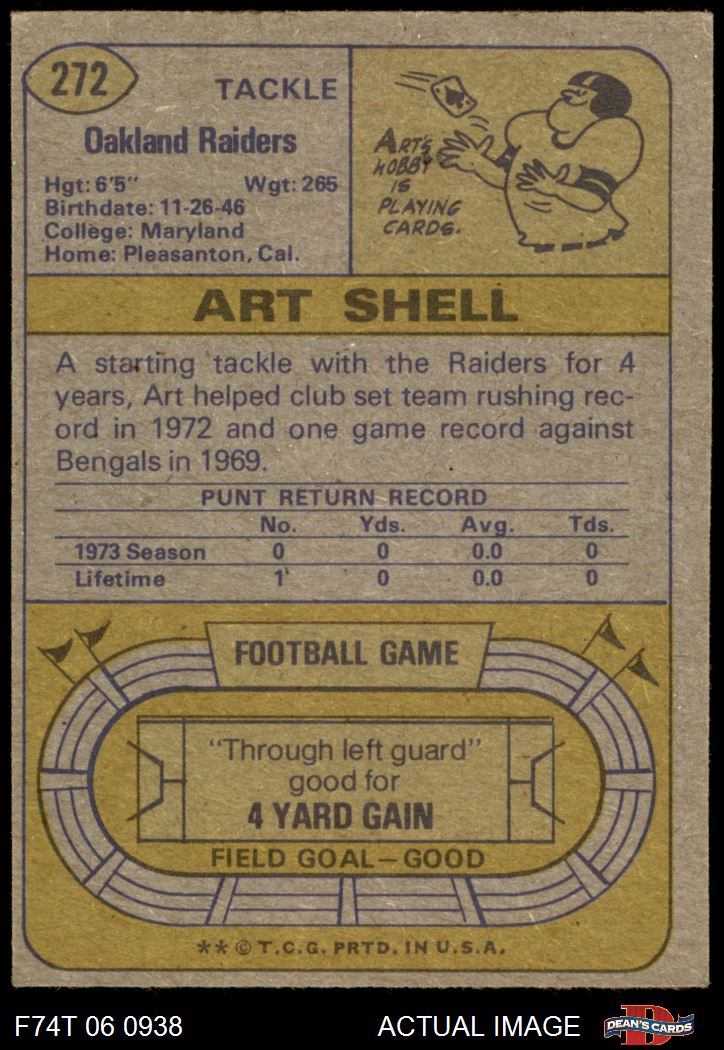 272
TACKLE
Oakland Raiders
Hgt: 6'5" Wgt: 265
Birthdate: 11-26-46
College: Maryland
Home: Pleasanton, Cal.
ART'S
HOBBY
IS
PLAYING
CARDS.
ART SHELL
A starting tackle with the Raiders for 4
years, Art helped club set team rushing rec-
ord in 1972 and one game record against
Bengals in 1969.
PUNT RETURN RECORD
No. Yds. Avg. Tds.
1973 Season 0 0 0.0 0
Lifetime 1 0 0.0 0
FOOTBALL GAME
"Through left guard"
good for
4 YARD GAIN
FIELD GOAL—GOOD
** © T.C.G. PRTD. IN U.S.A.
F74T 06 0938 ACTUAL IMAGE
D
DEAN'S CARDS